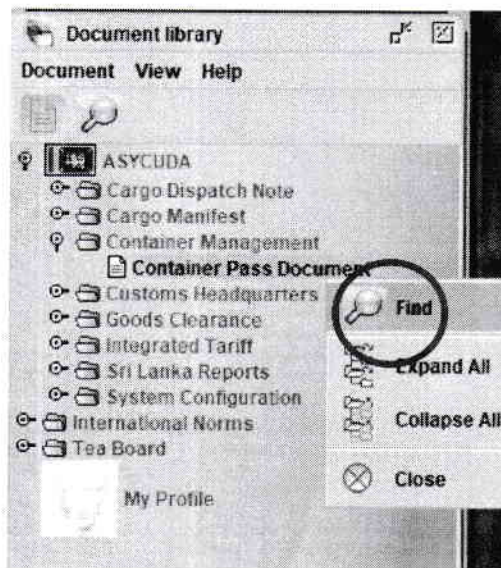 Document library
Document View Help
ASYCUDA
Cargo Dispatch Note
Cargo Manifest
Container Management
Container Pass Document
Customs Headquarters
Find
Goods Clearance
Integrated Tariff
Expand All
Sri Lanka Reports
System Configuration
Collapse All
International Norms
Tea Board
Close
My Profile